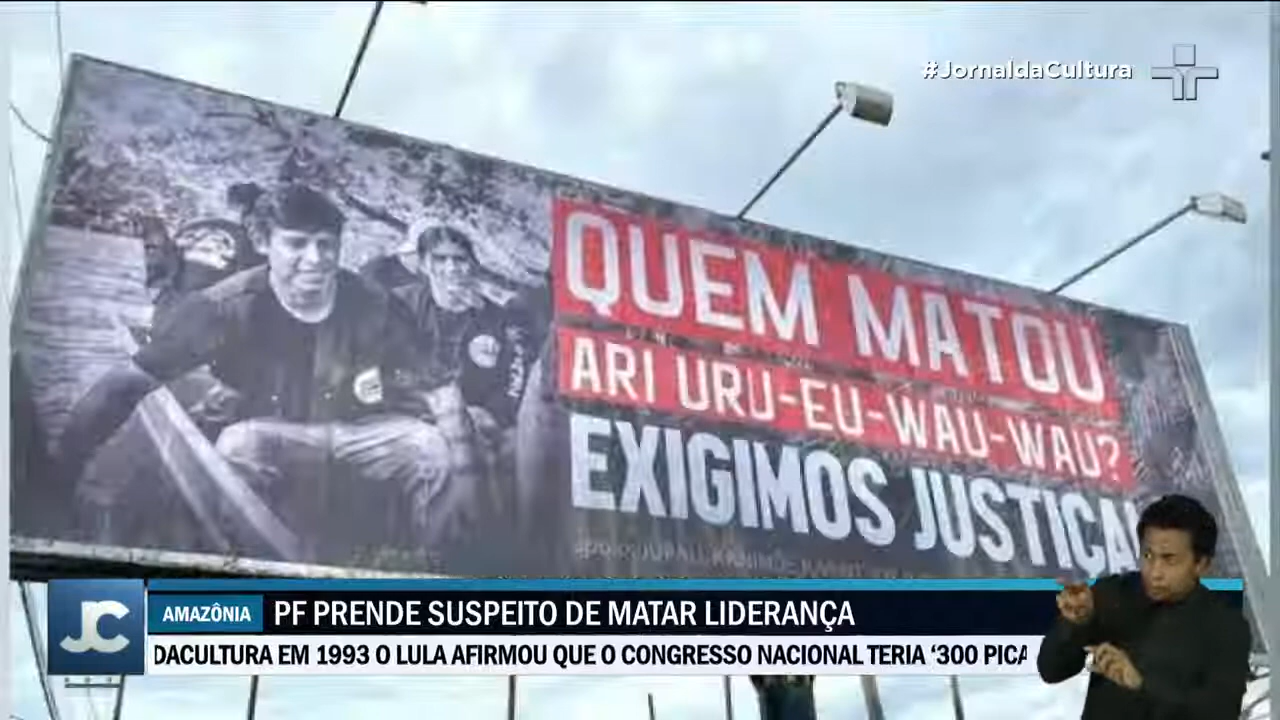 #JornaldaCultura
QUEM MATOU
ARI URU-EU-WAU-WAU?
EXIGIMOS JUSTIÇA
JC
AMAZÔNIA
PF PRENDE SUSPEITO DE MATAR LIDERANÇA
DACULTURA EM 1993 O LULA AFIRMOU QUE O CONGRESSO NACIONAL TERIA ‘300 PICA